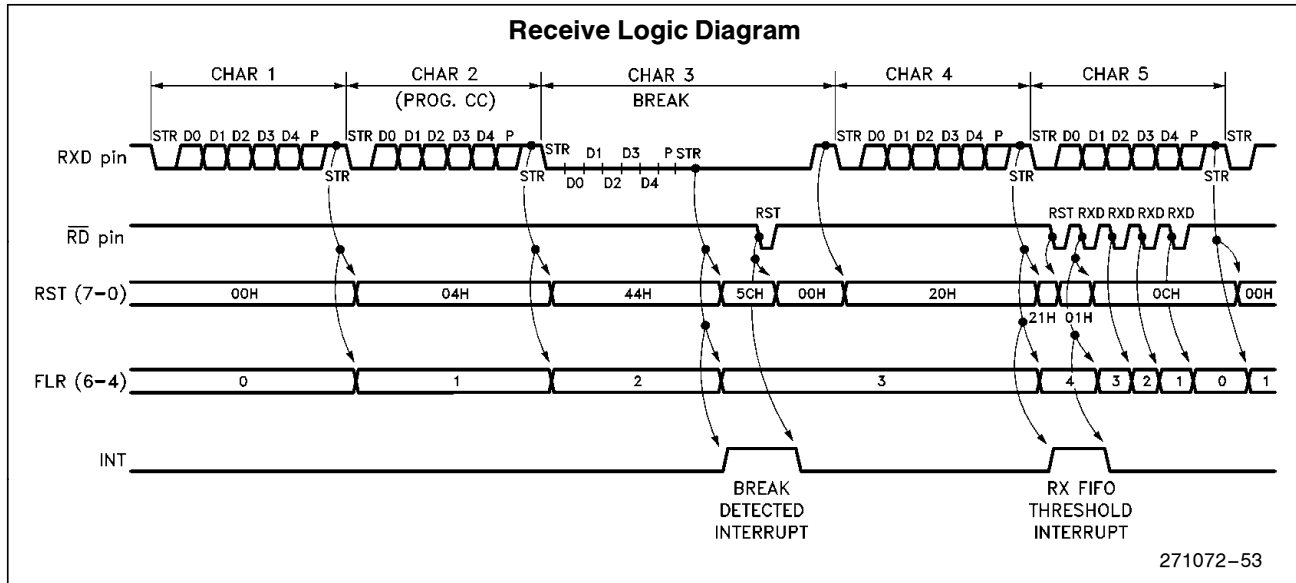 Receive Logic Diagram
CHAR 1 CHAR 2 CHAR 3 CHAR 4 CHAR 5
(PROG. CC) BREAK
STR D0 D1 D2 D3 D4 P STR D0 D1 D2 D3 D4 P STR D1 D3 P STR STR D0 D1 D2 D3 D4 P STR D0 D1 D2 D3 D4 P STR
RXD pin
STR STR D0 D2 D4 STR STR
RST RST RXD RXD RXD RXD
RD pin
RST (7-0) 00H 04H 44H 5CH 00H 20H 0CH 00H
21H 01H
FLR (6-4) 0 1 2 3 4 3 2 1 0 1
INT
BREAK
DETECTED
INTERRUPT
RX FIFO
THRESHOLD
INTERRUPT
271072-53